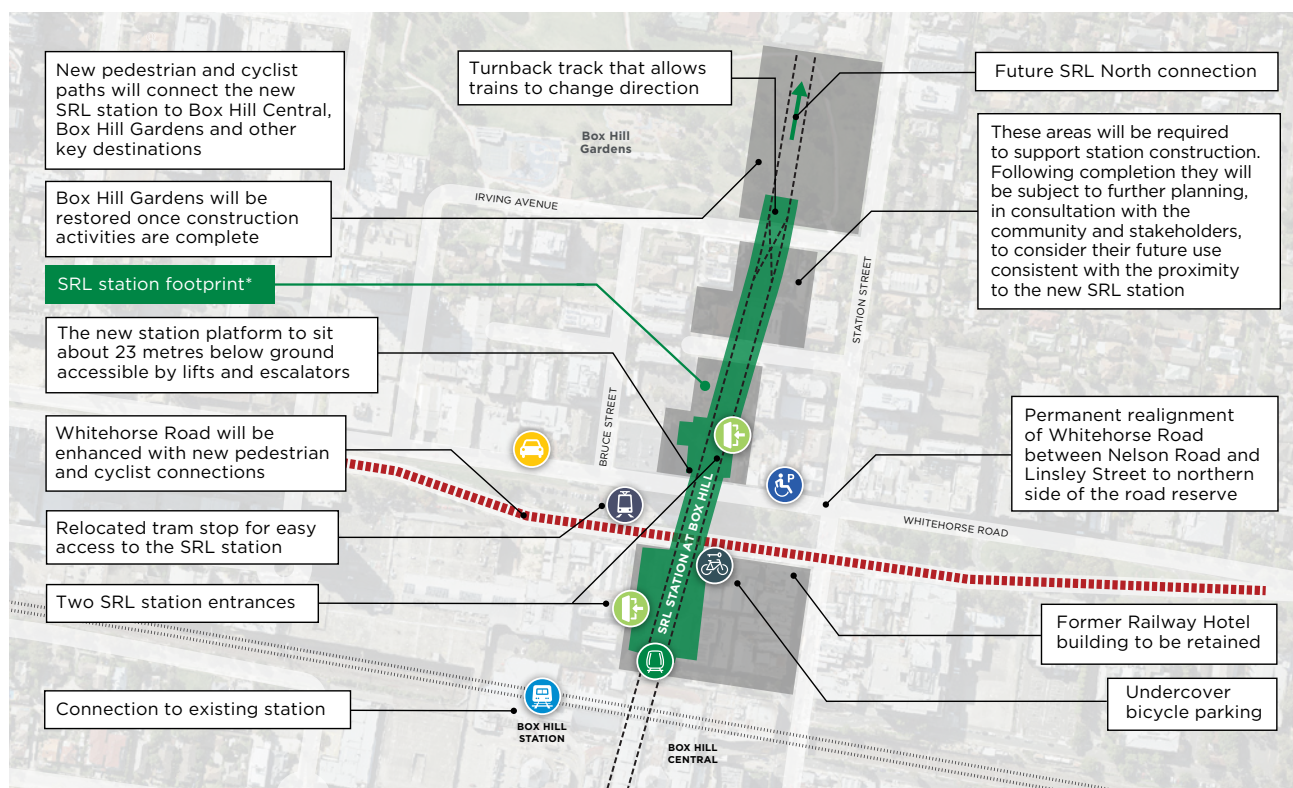 New pedestrian and cyclist
paths will connect the new
SRL station to Box Hill Central,
Box Hill Gardens and other
key destinations
Turnback track that allows
trains to change direction
Future SRL North connection
These areas will be required
to support station construction.
Following completion they will
be subject to further planning,
in consultation with the
community and stakeholders,
to consider their future use
consistent with the proximity
to the new SRL station
Box Hill
Gardens
Box Hill Gardens will be
restored once construction
activities are complete
IRVING AVENUE
SRL station footprint*
STATION STREET
The new station platform to sit
about 23 metres below ground
accessible by lifts and escalators
BRUCE STREET
Whitehorse Road will be
enhanced with new pedestrian
and cyclist connections
Permanent realignment
of Whitehorse Road
between Nelson Road and
Linsley Street to northern
side of the road reserve
P
WHITEHORSE ROAD
Relocated tram stop for easy
access to the SRL station
SRL STATION AT BOX HILL
Two SRL station entrances
Former Railway Hotel
building to be retained
Undercover
bicycle parking
Connection to existing station
BOX HILL
STATION
BOX HILL
CENTRAL